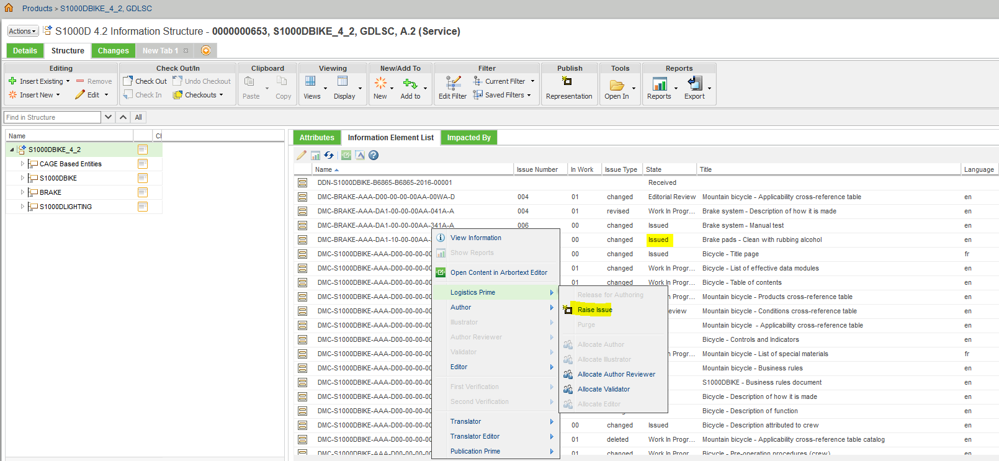 Products > S1000DBIKE_4_2, GDLSC
Actions S1000D 4.2 Information Structure - 0000000653, S1000DBIKE_4_2, GDLSC, A.2 (Service)
Details Structure Changes New Tab 1
Editing Check Out/In Clipboard Viewing New/Add To Filter Publish Tools Reports
Insert Existing Remove Check Out Undo Checkout Current Filter
Insert New Edit Check In Checkouts Paste Copy Views Display New Add to Edit Filter Saved Filters Representation Open In Reports Export
Find in Structure All
Name
S1000DBIKE_4_2
CAGE Based Entities
S1000DBIKE
BRAKE
S1000DLIGHTING
Attributes Information Element List Impacted By
Name Issue Number In Work Issue Type State Title Language
DDN-S1000DBIKE-B6865-B6865-2016-00001 Received
DMC-BRAKE-AAA-D00-00-00-00AA-00WA-D 004 01 changed Editorial Review Mountain bicycle - Applicability cross-reference table en
DMC-BRAKE-AAA-DA1-00-00-00AA-041A-A 004 01 revised Work In Progr... Brake system - Description of how it is made en
DMC-BRAKE-AAA-DA1-00-00-00AA-341A-A 006 00 changed Issued Brake system - Manual test en
DMC-BRAKE-AAA-DA1-10-00-00AA- 00 changed Issued Brake pads - Clean with rubbing alcohol en
DMC-S1000DBIKE-AAA-D00-00-00-00 00 changed Issued Bicycle - Title page fr
DMC-S1000DBIKE-AAA-D00-00-00-00 01 changed Work In Progr... Bicycle - List of effective data modules en
DMC-S1000DBIKE-AAA-D00-00-00-00 01 changed Work In Progr... Bicycle - Table of contents en
DMC-S1000DBIKE-AAA-D00-00-00-00 Progr... Mountain bicycle - Products cross-reference table en
DMC-S1000DBIKE-AAA-D00-00-00-00 eview Mountain bicycle - Conditions cross-reference table en
DMC-S1000DBIKE-AAA-D00-00-00-00 Mountain bicycle - Applicability cross-reference table en
DMC-S1000DBIKE-AAA-D00-00-00-00 Bicycle - Controls and Indicators en
DMC-S1000DBIKE-AAA-D00-00-00-00 Progr... Mountain bicycle - List of special materials fr
DMC-S1000DBIKE-AAA-D00-00-00-00 Mountain bicycle - Business rules en
DMC-S1000DBIKE-AAA-D00-00-00-00 S1000DBIKE - Business rules document en
DMC-S1000DBIKE-AAA-D00-00-00-00 Bicycle - Description of how it is made en
DMC-S1000DBIKE-AAA-D00-00-00-00 Bicycle - Description of function en
DMC-S1000DBIKE-AAA-D00-00-00-00 00 changed Issued Bicycle - Description attributed to crew en
DMC-S1000DBIKE-AAA-D00-00-00-00 01 deleted Work In Progr... Mountain bicycle - Applicability cross-reference table catalog en
DMC-S1000DBIKE-AAA-D00-00-00-00 01 changed Work In Progr... Bicycle - Pre-operation procedures (crew) en
View Information
Show Reports
Open Content in Arbortext Editor
Logistics Prime
Author
Illustrator
Author Reviewer
Validator
Editor
First Verification
Second Verification
Translator
Translator Editor
Publication Prime
Release for Authoring
Raise Issue
Purge
Allocate Author
Allocate Illustrator
Allocate Author Reviewer
Allocate Validator
Allocate Editor